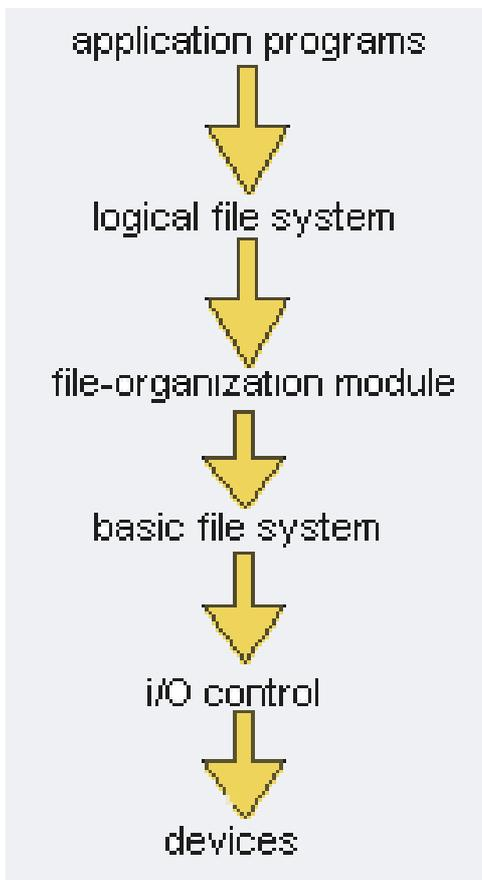 application programs
logical file system
file-organization module
basic file system
i/O control
devices